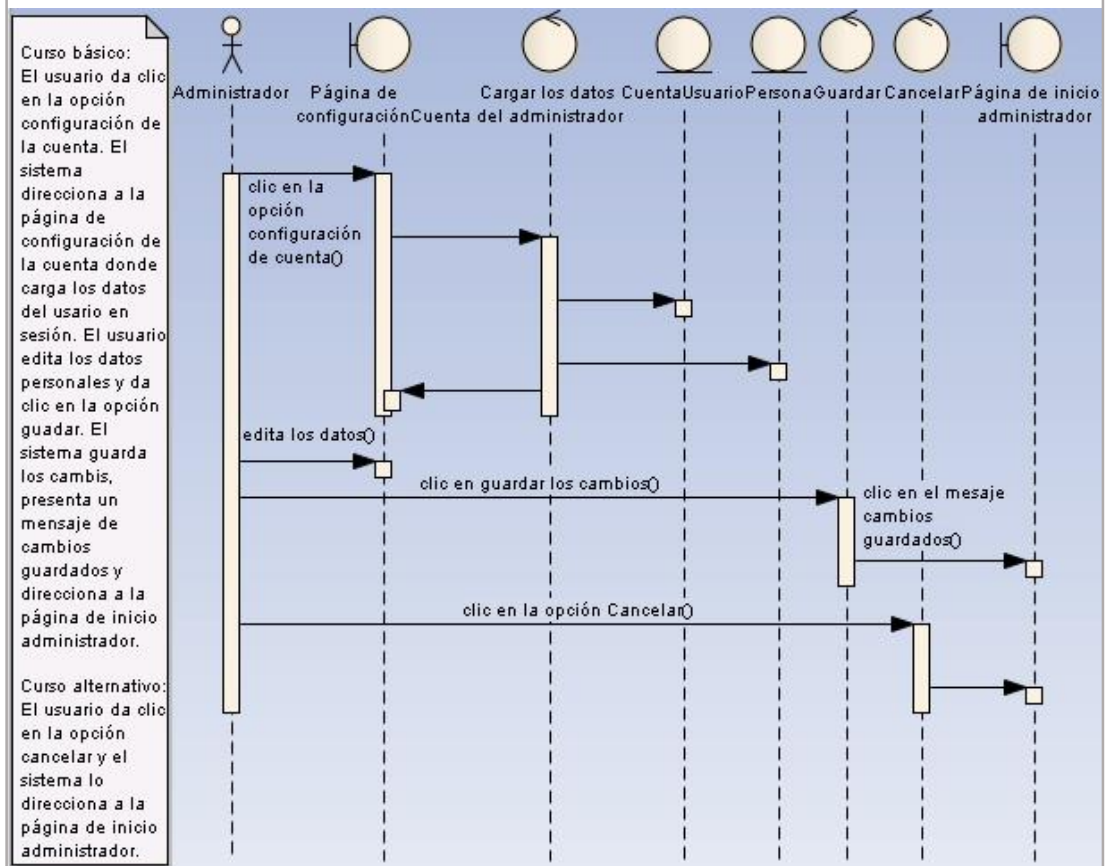 Curso básico:
El usuario da clic
en la opción
configuración de
la cuenta. El
sistema
direcciona a la
página de
configuración de
la cuenta donde
carga los datos
del usario en
sesión. El usuario
edita los datos
personales y da
clic en la opción
guadar. El
sistema guarda
los cambis,
presenta un
mensaje de
cambios
guardados y
direcciona a la
página de inicio
administrador.
Curso alternativo:
El usuario da clic
en la opción
cancelar y el
sistema lo
direcciona a la
página de inicio
administrador.
Administrador
Página de
configuraciónCuenta
Cargar los datos
del administrador
CuentaUsuario
Persona
Guardar
Cancelar
Página de inicio
administrador
clic en la
opción
configuración
de cuenta()
edita los datos()
clic en guardar los cambios()
clic en el mesaje
cambios
guardados()
clic en la opción Cancelar()